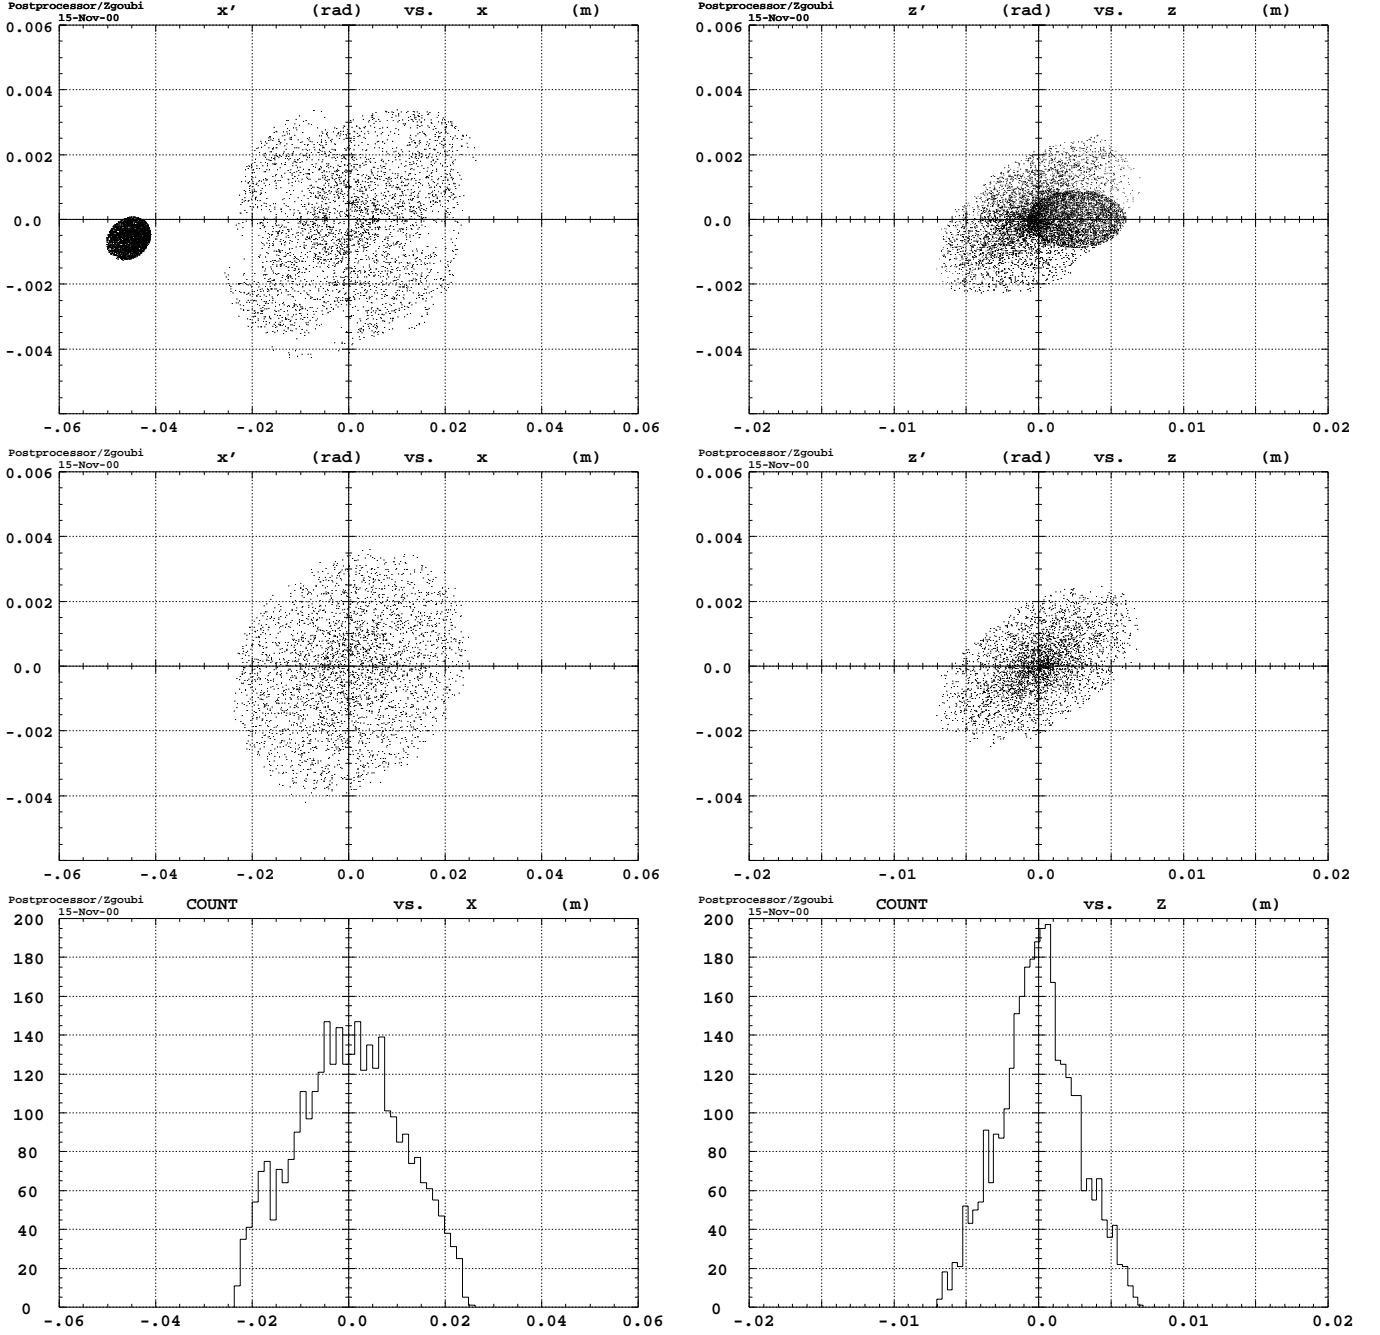 Postprocessor/Zgoubi
15-Nov-00
x' (rad) vs. x (m)
0.006
0.004
0.002
0.0
-.002
-.004
-.06 -.04 -.02 0.0 0.02 0.04 0.06
Postprocessor/Zgoubi
15-Nov-00
z' (rad) vs. z (m)
0.006
0.004
0.002
0.0
-.002
-.004
-.02 -.01 0.0 0.01 0.02
Postprocessor/Zgoubi
15-Nov-00
x' (rad) vs. x (m)
0.006
0.004
0.002
0.0
-.002
-.004
-.06 -.04 -.02 0.0 0.02 0.04 0.06
Postprocessor/Zgoubi
15-Nov-00
z' (rad) vs. z (m)
0.006
0.004
0.002
0.0
-.002
-.004
-.02 -.01 0.0 0.01 0.02
Postprocessor/Zgoubi
15-Nov-00
COUNT vs. X (m)
200
180
160
140
120
100
80
60
40
20
0
-.06 -.04 -.02 0.0 0.02 0.04 0.06
Postprocessor/Zgoubi
15-Nov-00
COUNT vs. Z (m)
200
180
160
140
120
100
80
60
40
20
0
-.02 -.01 0.0 0.01 0.02